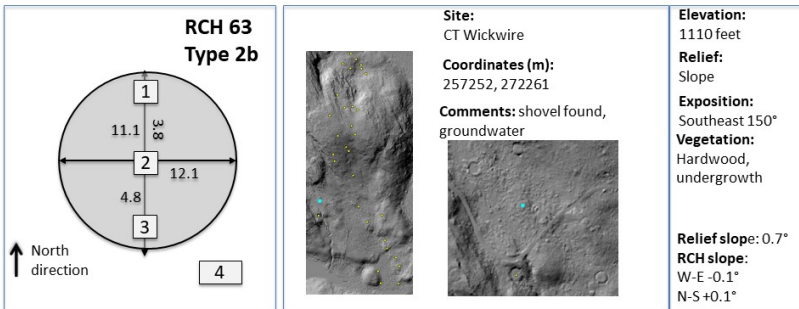 RCH 63
Type 2b
1
11.1
3.8
2
12.1
4.8
3
North
direction
4
Site:
CT Wickwire
Coordinates (m):
257252, 272261
Comments: shovel found,
groundwater
Elevation:
1110 feet
Relief:
Slope
Exposition:
Southeast 150°
Vegetation:
Hardwood,
undergrowth
Relief slope: 0.7°
RCH slope:
W-E -0.1°
N-S +0.1°